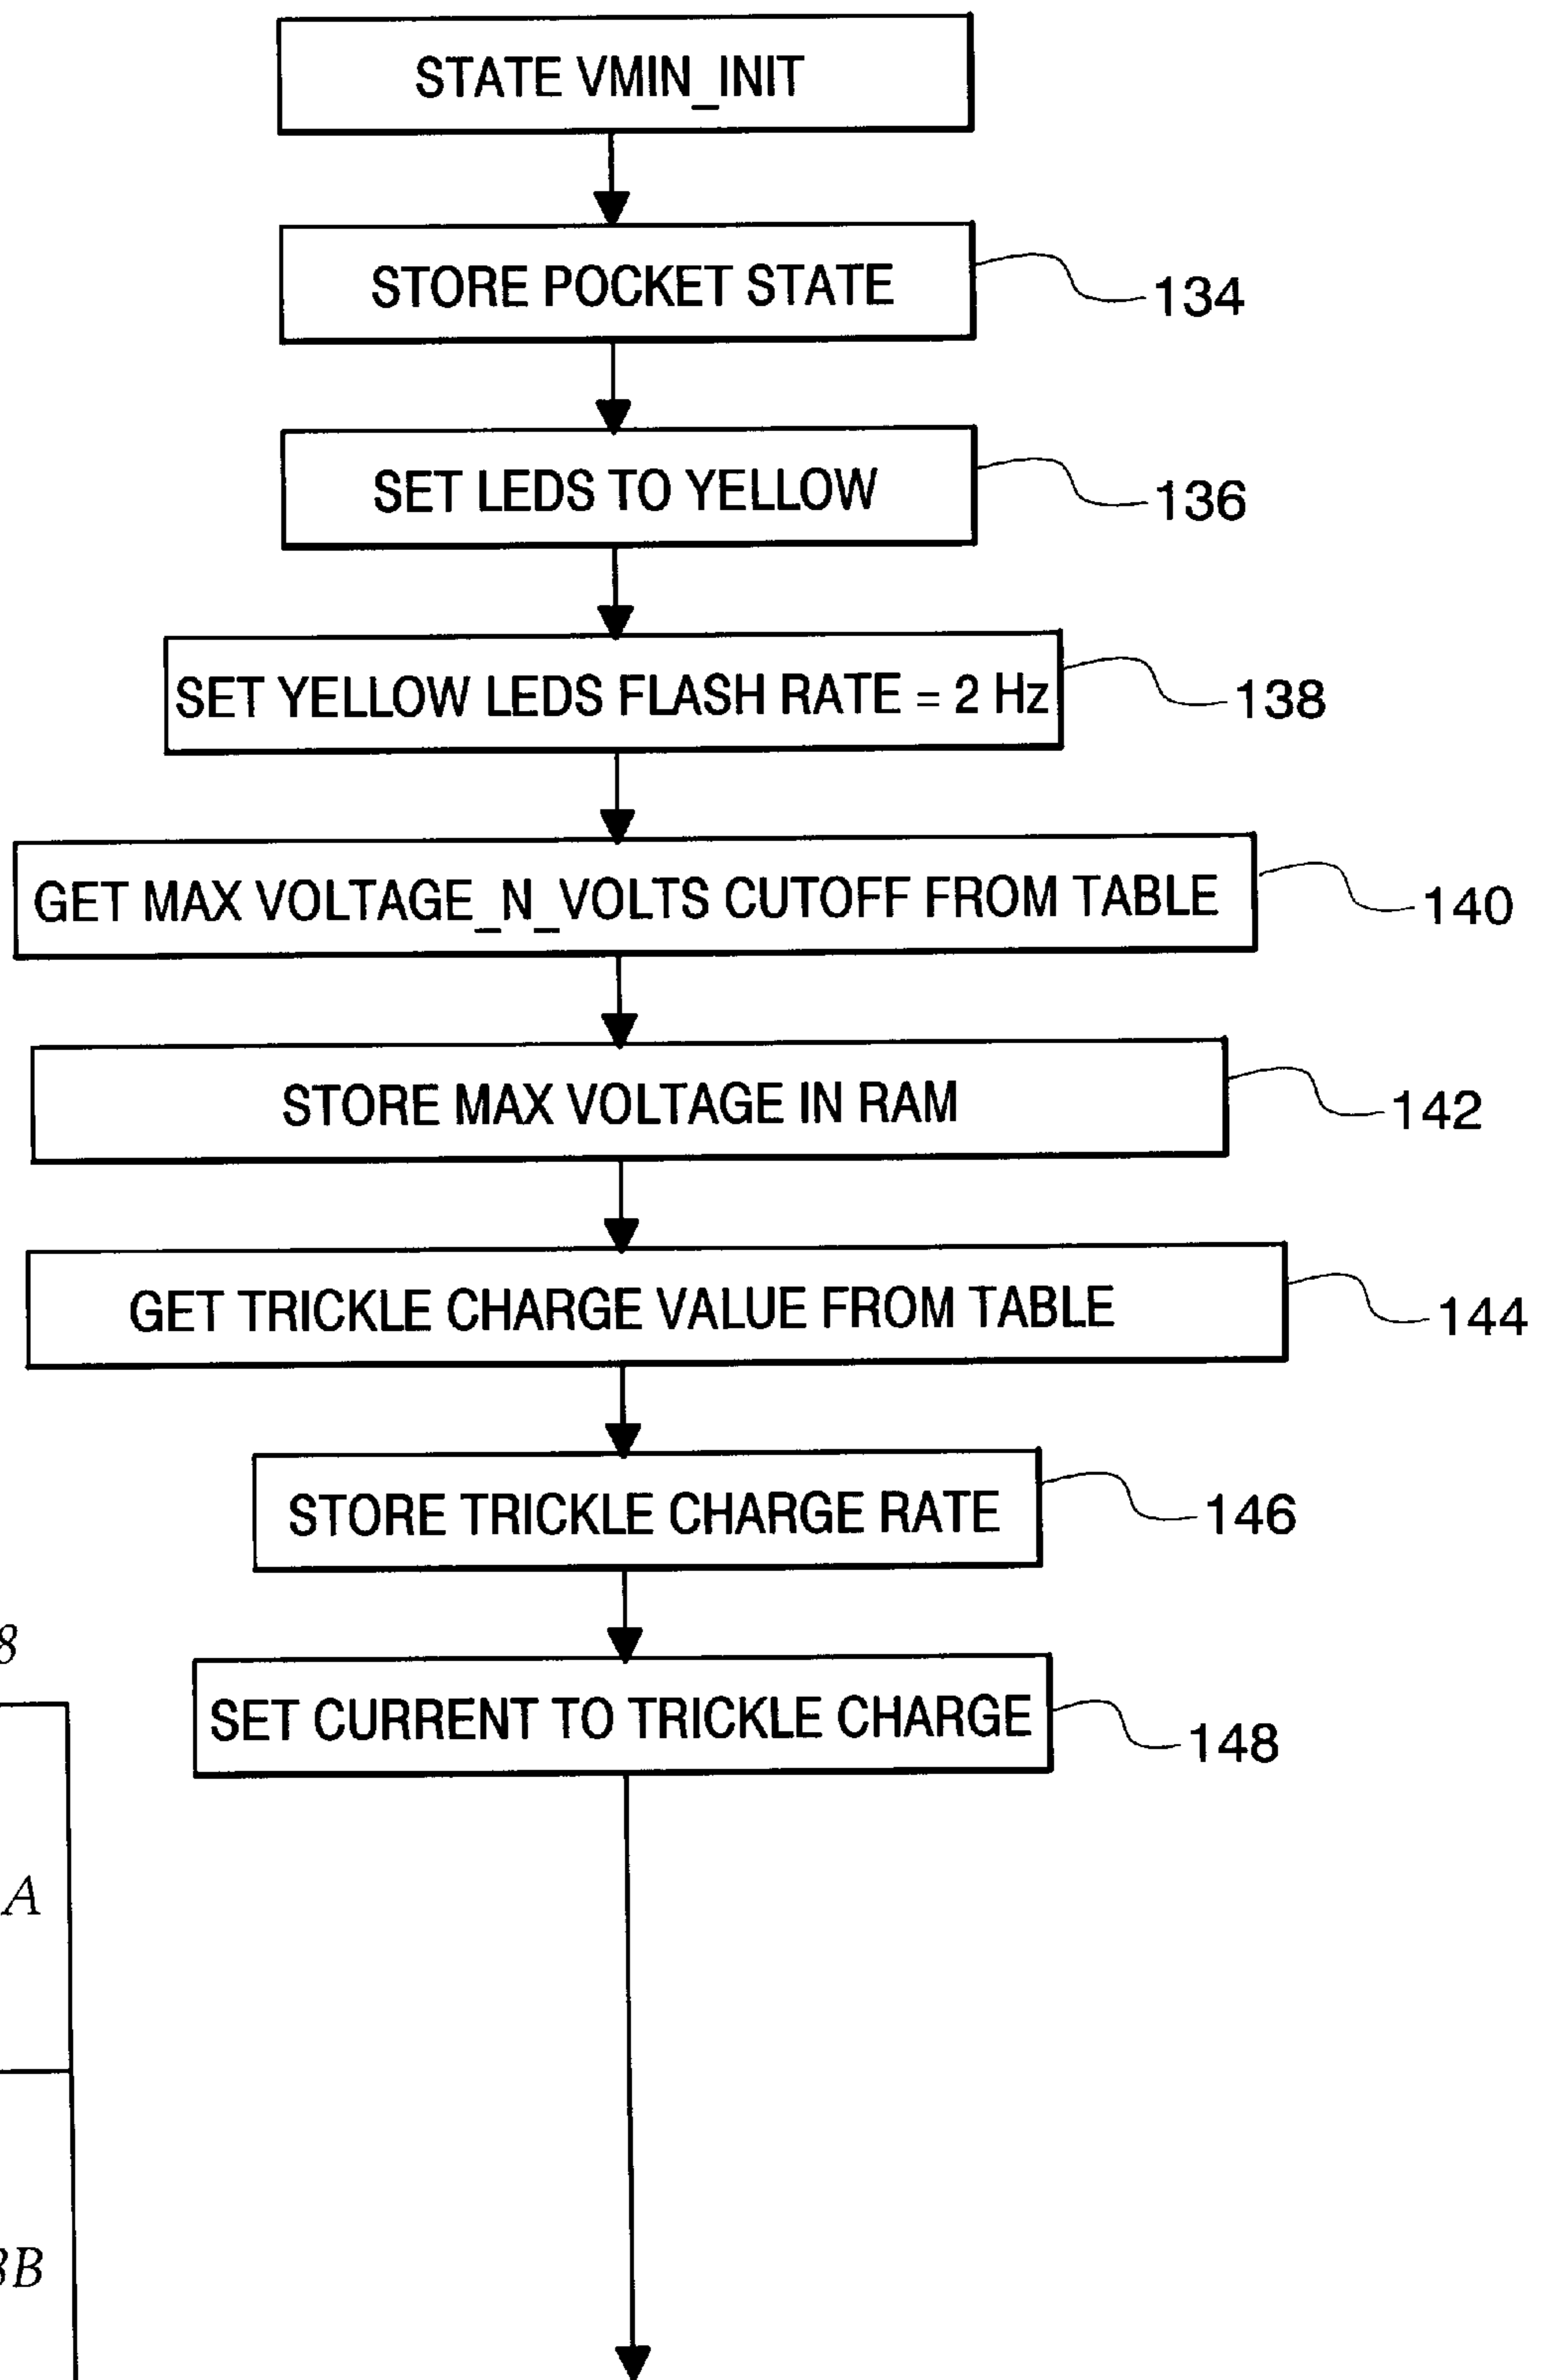 STATE VMIN_INIT
STORE POCKET STATE
134
SET LEDS TO YELLOW
136
SET YELLOW LEDS FLASH RATE = 2 Hz
138
GET MAX VOLTAGE_N_VOLTS CUTOFF FROM TABLE
140
STORE MAX VOLTAGE IN RAM
142
GET TRICKLE CHARGE VALUE FROM TABLE
144
STORE TRICKLE CHARGE RATE
146
8
SET CURRENT TO TRICKLE CHARGE
148
A
B